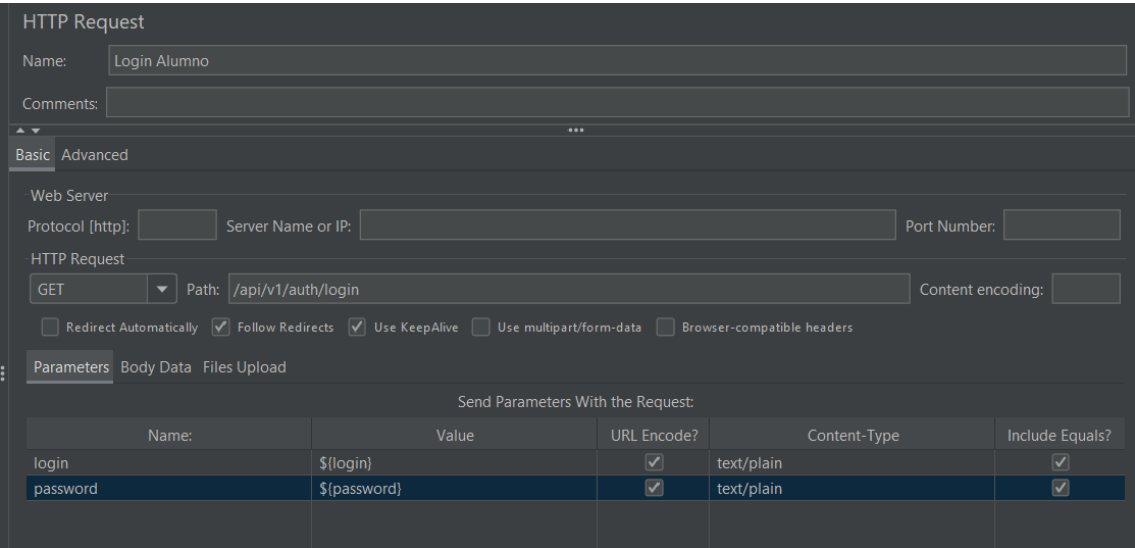 HTTP Request
Name: Login Alumno
Comments:
Basic Advanced
Web Server
Protocol [http]: Server Name or IP: Port Number:
HTTP Request
GET Path: /api/v1/auth/login Content encoding:
Redirect Automatically Follow Redirects Use KeepAlive Use multipart/form-data Browser-compatible headers
Parameters Body Data Files Upload
Send Parameters With the Request:
Name: Value URL Encode? Content-Type Include Equals?
login ${login} text/plain
password ${password} text/plain